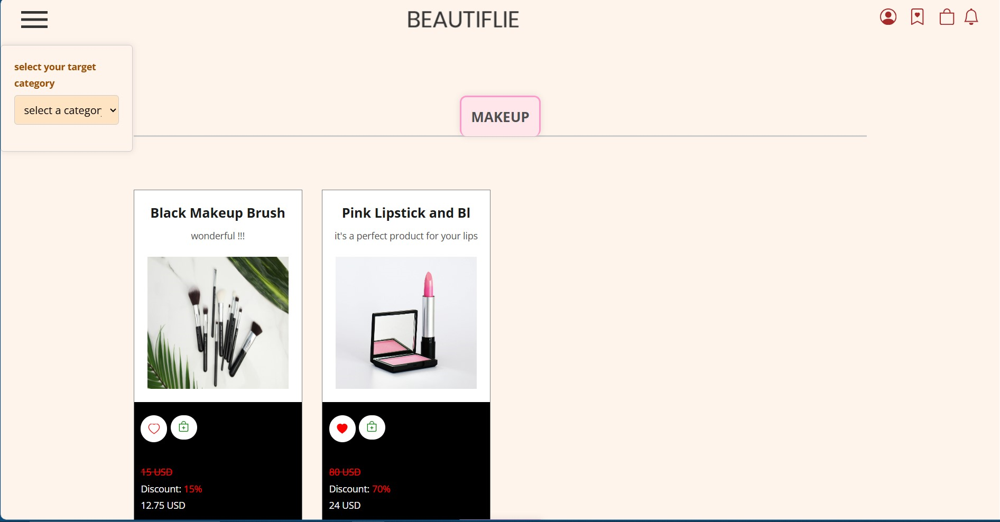 BEAUTIFLIE
select your target
category
select a categor
MAKEUP
Black Makeup Brush
wonderful !!!
Pink Lipstick and Bl
it's a perfect product for your lips
15 USD
Discount: 15%
12.75 USD
80 USD
Discount: 70%
24 USD